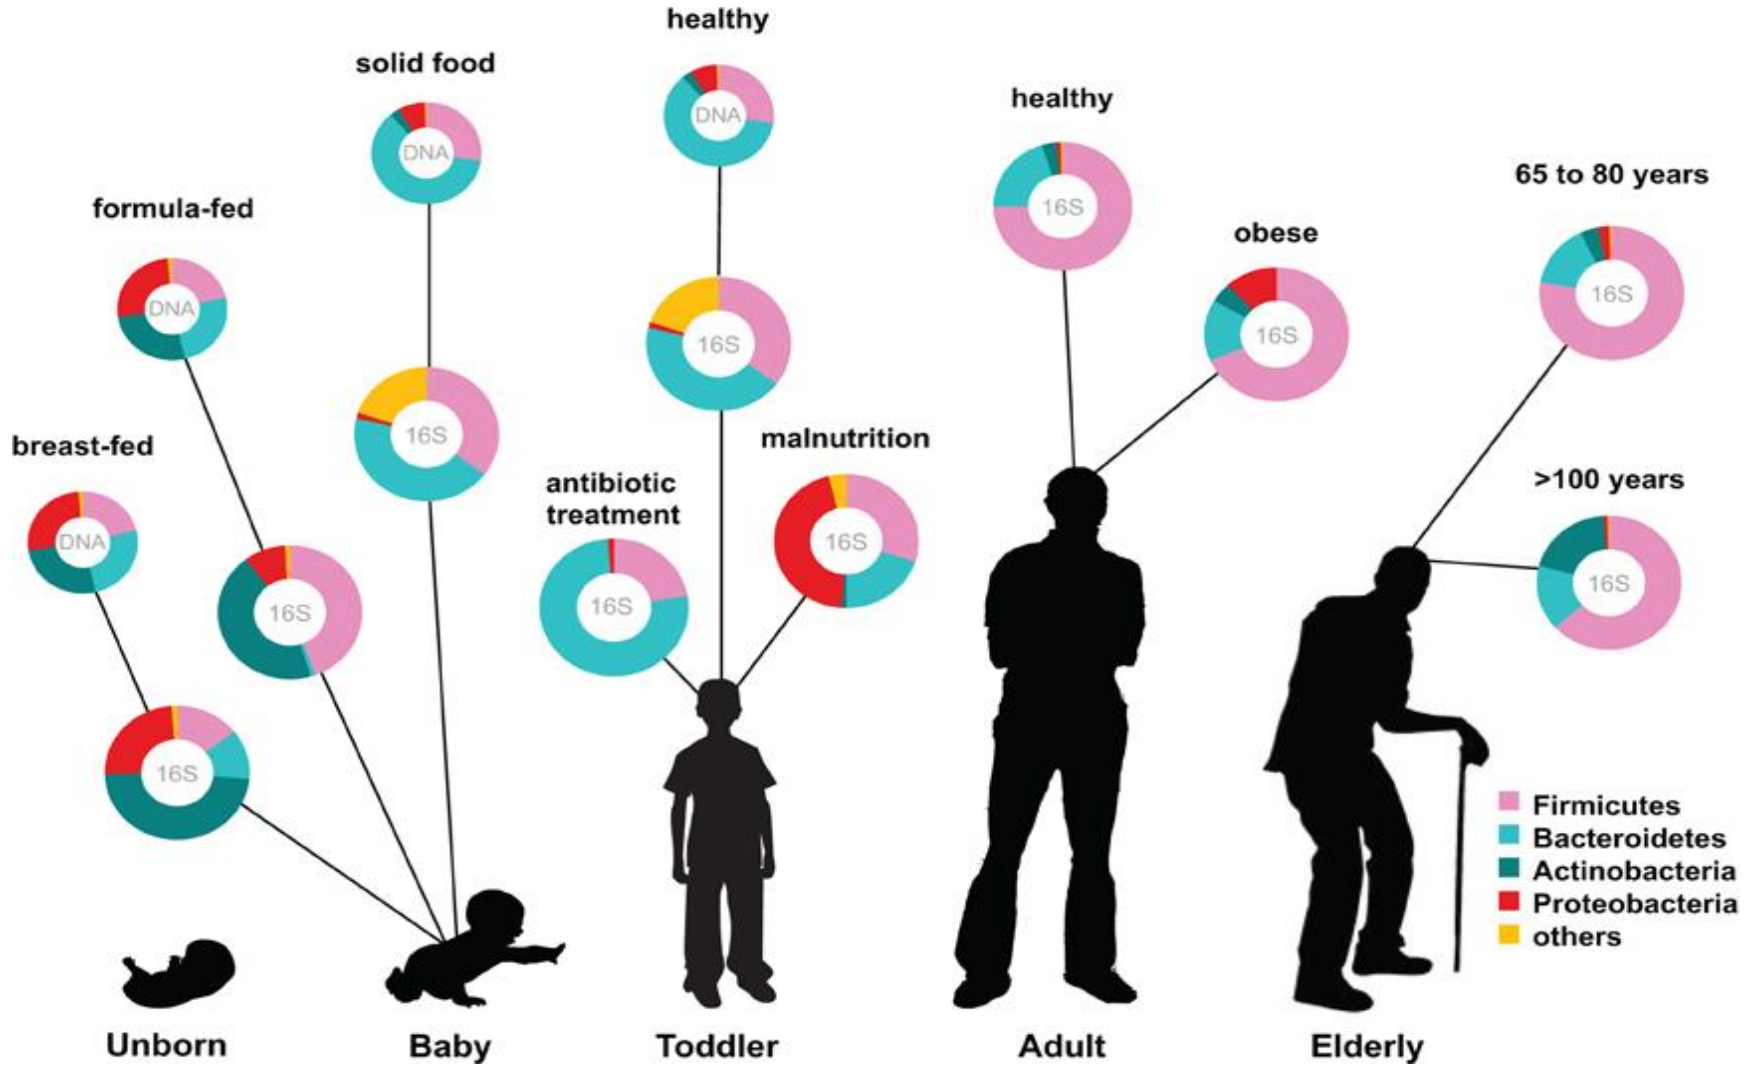 healthy
solid food
DNA
healthy
DNA
65 to 80 years
formula-fed
16S
obese
DNA
16S
16S
16S
breast-fed
16S
malnutrition
antibiotic
treatment
16S
>100 years
DNA
16S
16S
16S
16S
Firmicutes
Bacteroidetes
Actinobacteria
Proteobacteria
others
Unborn
Baby
Toddler
Adult
Elderly